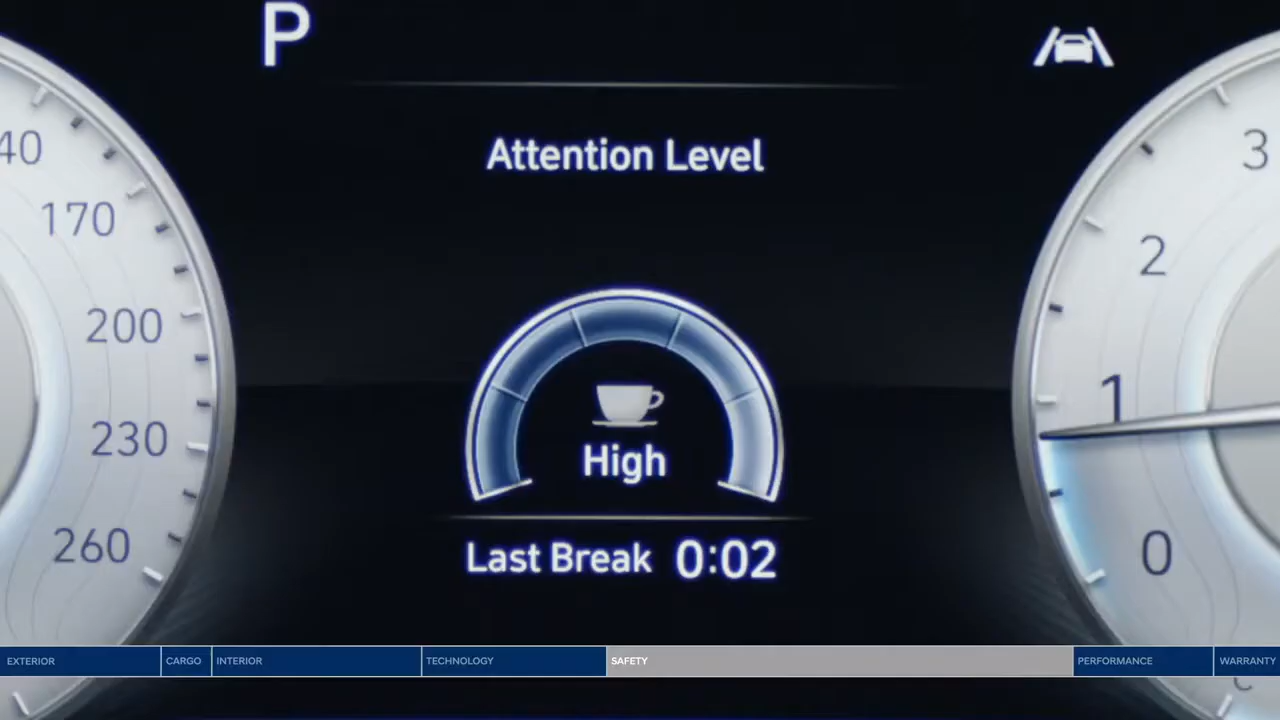 P
Attention Level
40
170
200
230
260
High
Last Break 0:02
3
2
1
0
EXTERIOR
CARGO
INTERIOR
TECHNOLOGY
SAFETY
PERFORMANCE
WARRANTY